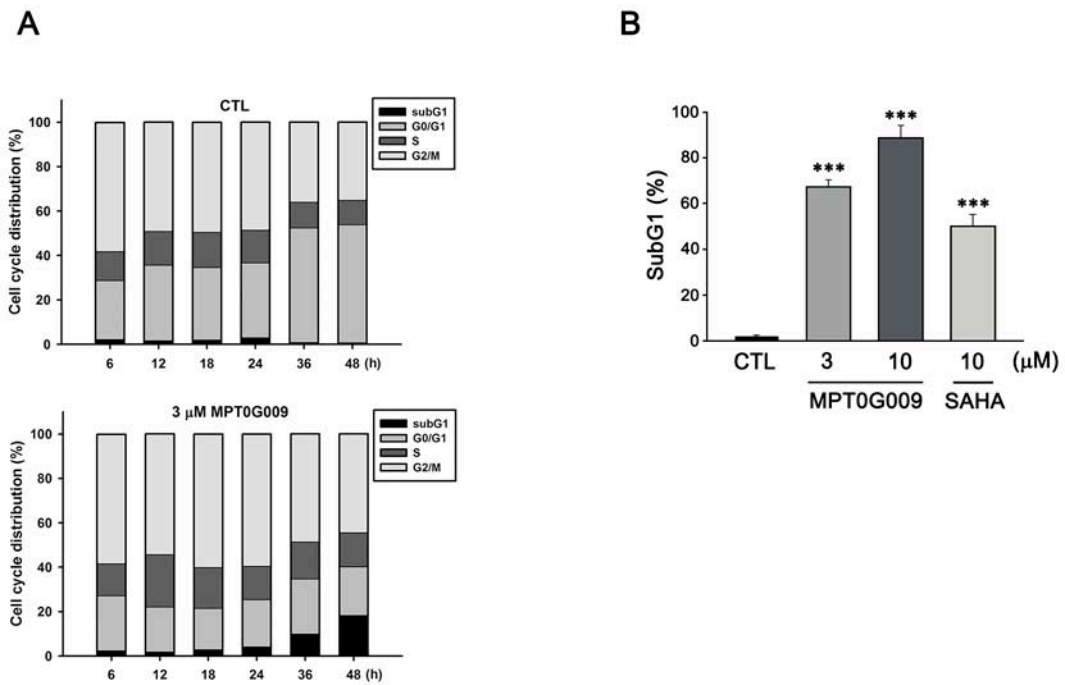 A
CTL
subG1
G0/G1
S
G2/M
Cell cycle distribution (%)
100
80
60
40
20
0
6 12 18 24 36 48 (h)
3 μM MPT0G009
subG1
G0/G1
S
G2/M
Cell cycle distribution (%)
100
80
60
40
20
0
6 12 18 24 36 48 (h)
B
SubG1 (%)
100
80
60
40
20
0
***
***
***
CTL 3 10 10 (μM)
MPT0G009 SAHA